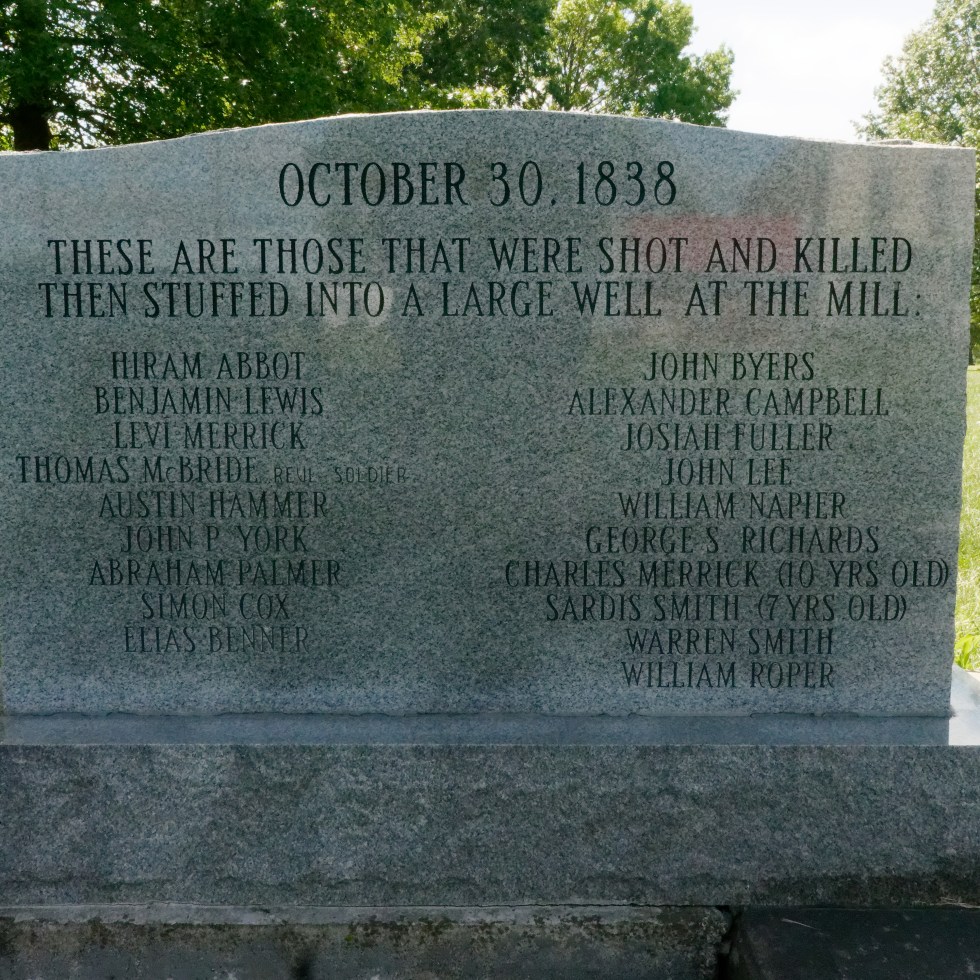 OCTOBER 30, 1838
THESE ARE THOSE THAT WERE SHOT AND KILLED
THEN STUFFED INTO A LARGE WELL AT THE MILL:
HIRAM ABBOT
BENJAMIN LEWIS
LEVI MERRICK
THOMAS McBRIDE REVL. SOLDIER
AUSTIN HAMMER
JOHN P. YORK
ABRAHAM PALMER
SIMON COX
ELIAS BENNER
JOHN BYERS
ALEXANDER CAMPBELL
JOSIAH FULLER
JOHN LEE
WILLIAM NAPIER
GEORGE S. RICHARDS
CHARLES MERRICK (10 YRS OLD)
SARDIS SMITH (7 YRS OLD)
WARREN SMITH
WILLIAM ROPER